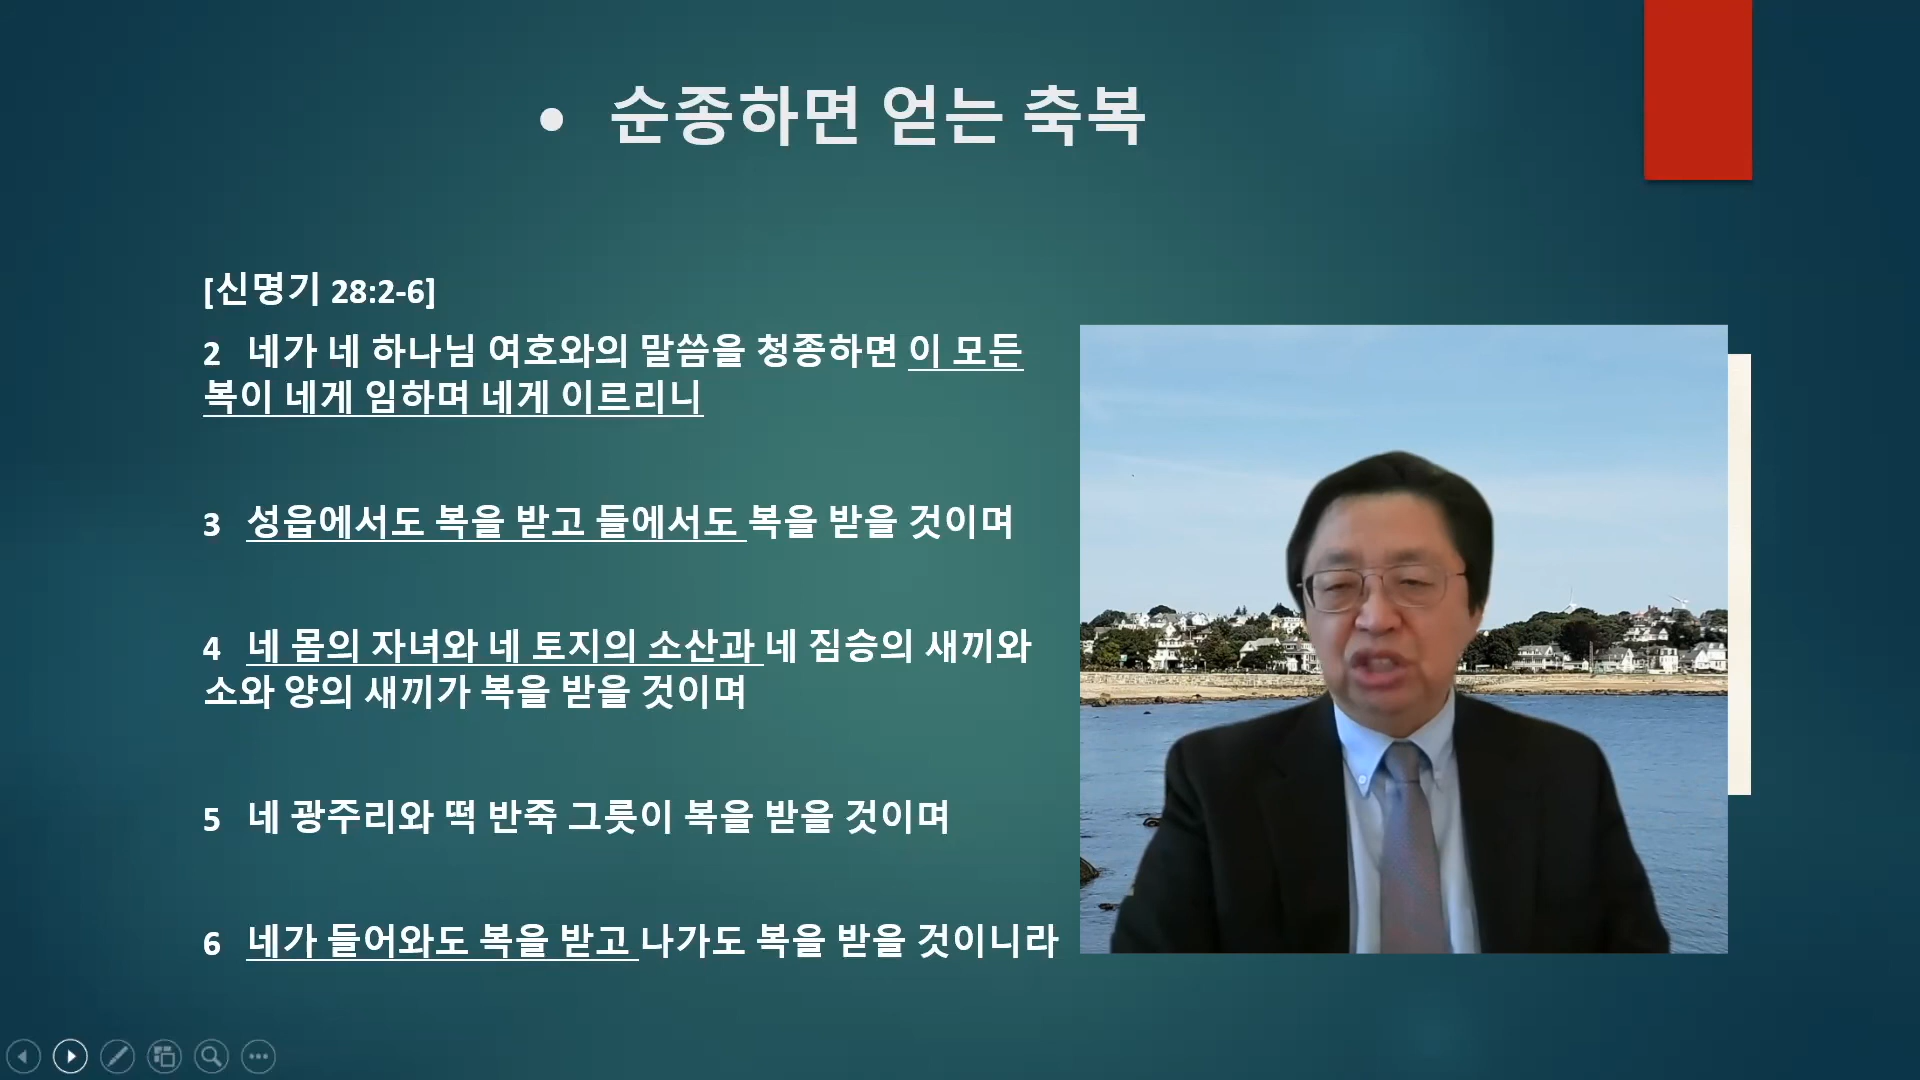 • 순종하면 얻는 축복
[신명기 28:2-6]
2 네가 네 하나님 여호와의 말씀을 청종하면 이 모든
복이 네게 임하며 네게 이르리니
3 성읍에서도 복을 받고 들에서도 복을 받을 것이며
4 네 몸의 자녀와 네 토지의 소산과 네 짐승의 새끼와
소와 양의 새끼가 복을 받을 것이며
5 네 광주리와 떡 반죽 그릇이 복을 받을 것이며
6 네가 들어와도 복을 받고 나가도 복을 받을 것이니라